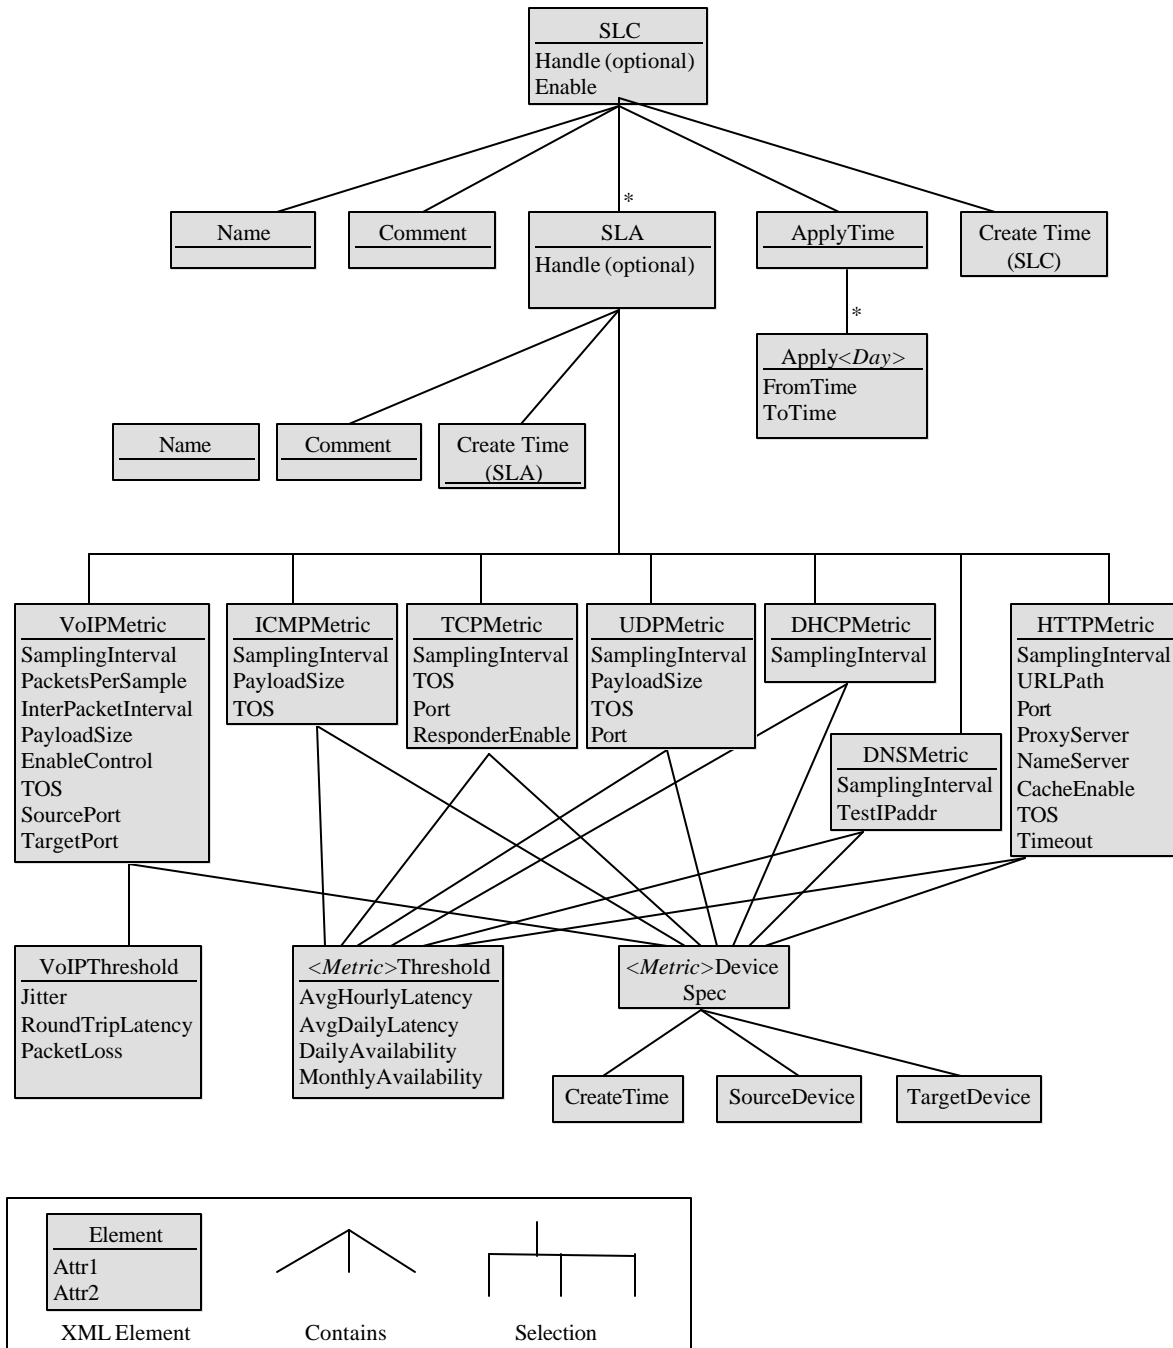 SLC
Handle (optional)
Enable
*
Name
Comment
SLA
Handle (optional)
ApplyTime
Create Time
(SLC)
*
Apply<Day>
FromTime
ToTime
Name
Comment
Create Time
(SLA)
VoIPMetric
SamplingInterval
PacketsPerSample
InterPacketInterval
PayloadSize
EnableControl
TOS
SourcePort
TargetPort
ICMPMetric
SamplingInterval
PayloadSize
TOS
TCPMetric
SamplingInterval
TOS
Port
ResponderEnable
UDPMetric
SamplingInterval
PayloadSize
TOS
Port
DHCPMetric
SamplingInterval
DNSMetric
SamplingInterval
TestIPaddr
HTTPMetric
SamplingInterval
URLPath
Port
ProxyServer
NameServer
CacheEnable
TOS
Timeout
VoIPThreshold
Jitter
RoundTripLatency
PacketLoss
<Metric>Threshold
AvgHourlyLatency
AvgDailyLatency
DailyAvailability
MonthlyAvailability
<Metric>Device
Spec
CreateTime
SourceDevice
TargetDevice
Element
Attr1
Attr2
XML Element
Contains
Selection